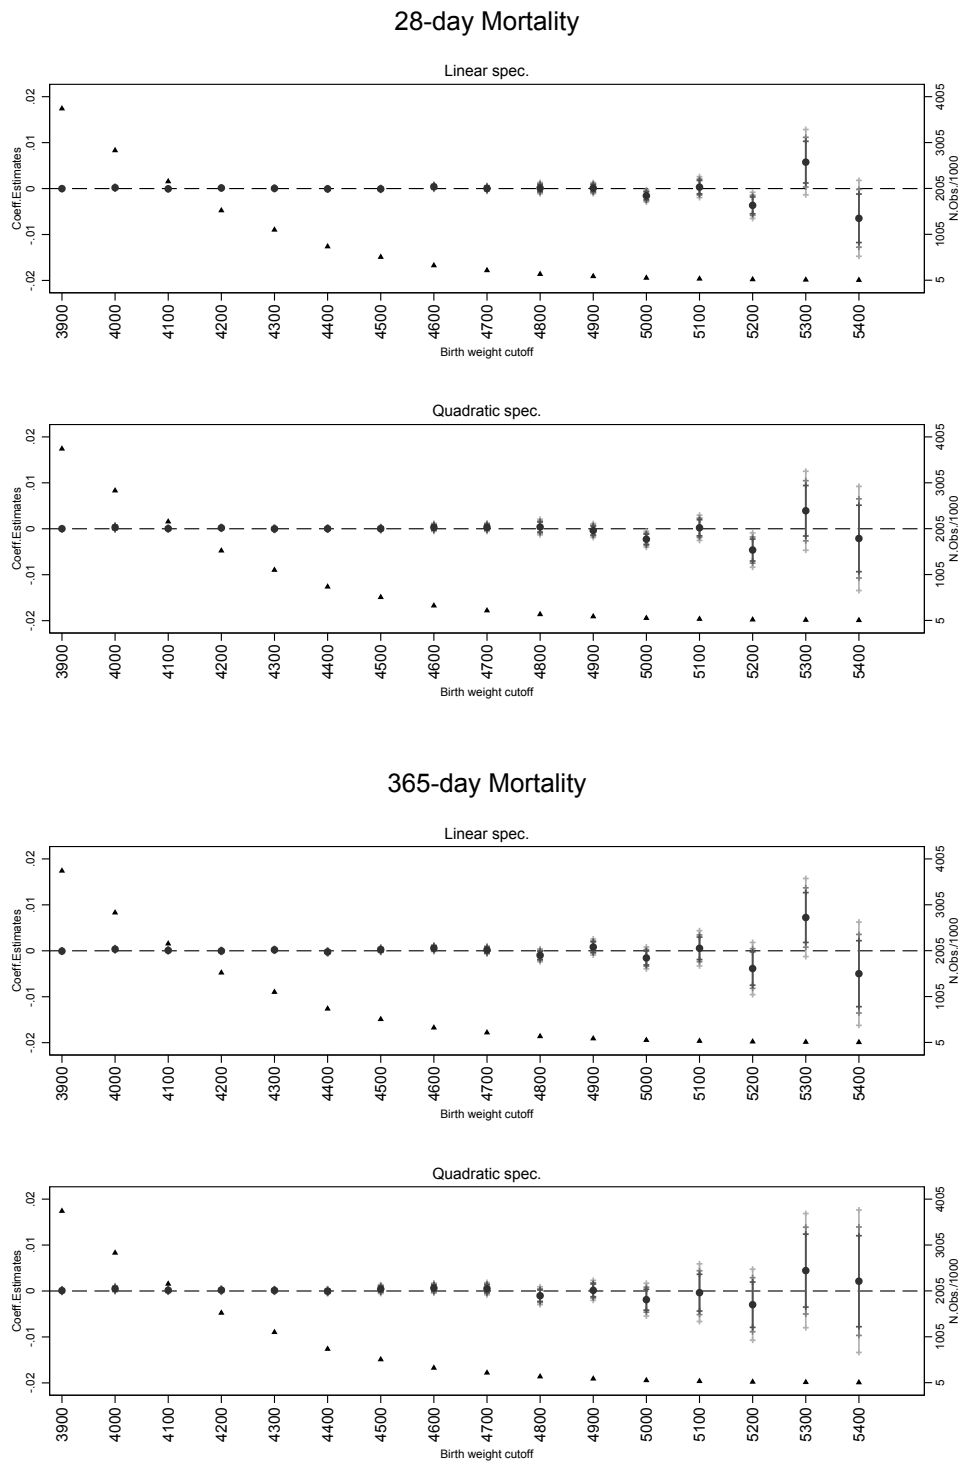 28-day Mortality
Linear spec.
Coeff.Estimates
.02
.01
0
-.01
-.02
4005
3005
2005
1005
5
N.Obs./1000
3900 4000 4100 4200 4300 4400 4500 4600 4700 4800 4900 5000 5100 5200 5300 5400
Birth weight cutoff
Quadratic spec.
Coeff.Estimates
.02
.01
0
-.01
-.02
4005
3005
2005
1005
5
N.Obs./1000
3900 4000 4100 4200 4300 4400 4500 4600 4700 4800 4900 5000 5100 5200 5300 5400
Birth weight cutoff
365-day Mortality
Linear spec.
Coeff.Estimates
.02
.01
0
-.01
-.02
4005
3005
2005
1005
5
N.Obs./1000
3900 4000 4100 4200 4300 4400 4500 4600 4700 4800 4900 5000 5100 5200 5300 5400
Birth weight cutoff
Quadratic spec.
Coeff.Estimates
.02
.01
0
-.01
-.02
4005
3005
2005
1005
5
N.Obs./1000
3900 4000 4100 4200 4300 4400 4500 4600 4700 4800 4900 5000 5100 5200 5300 5400
Birth weight cutoff